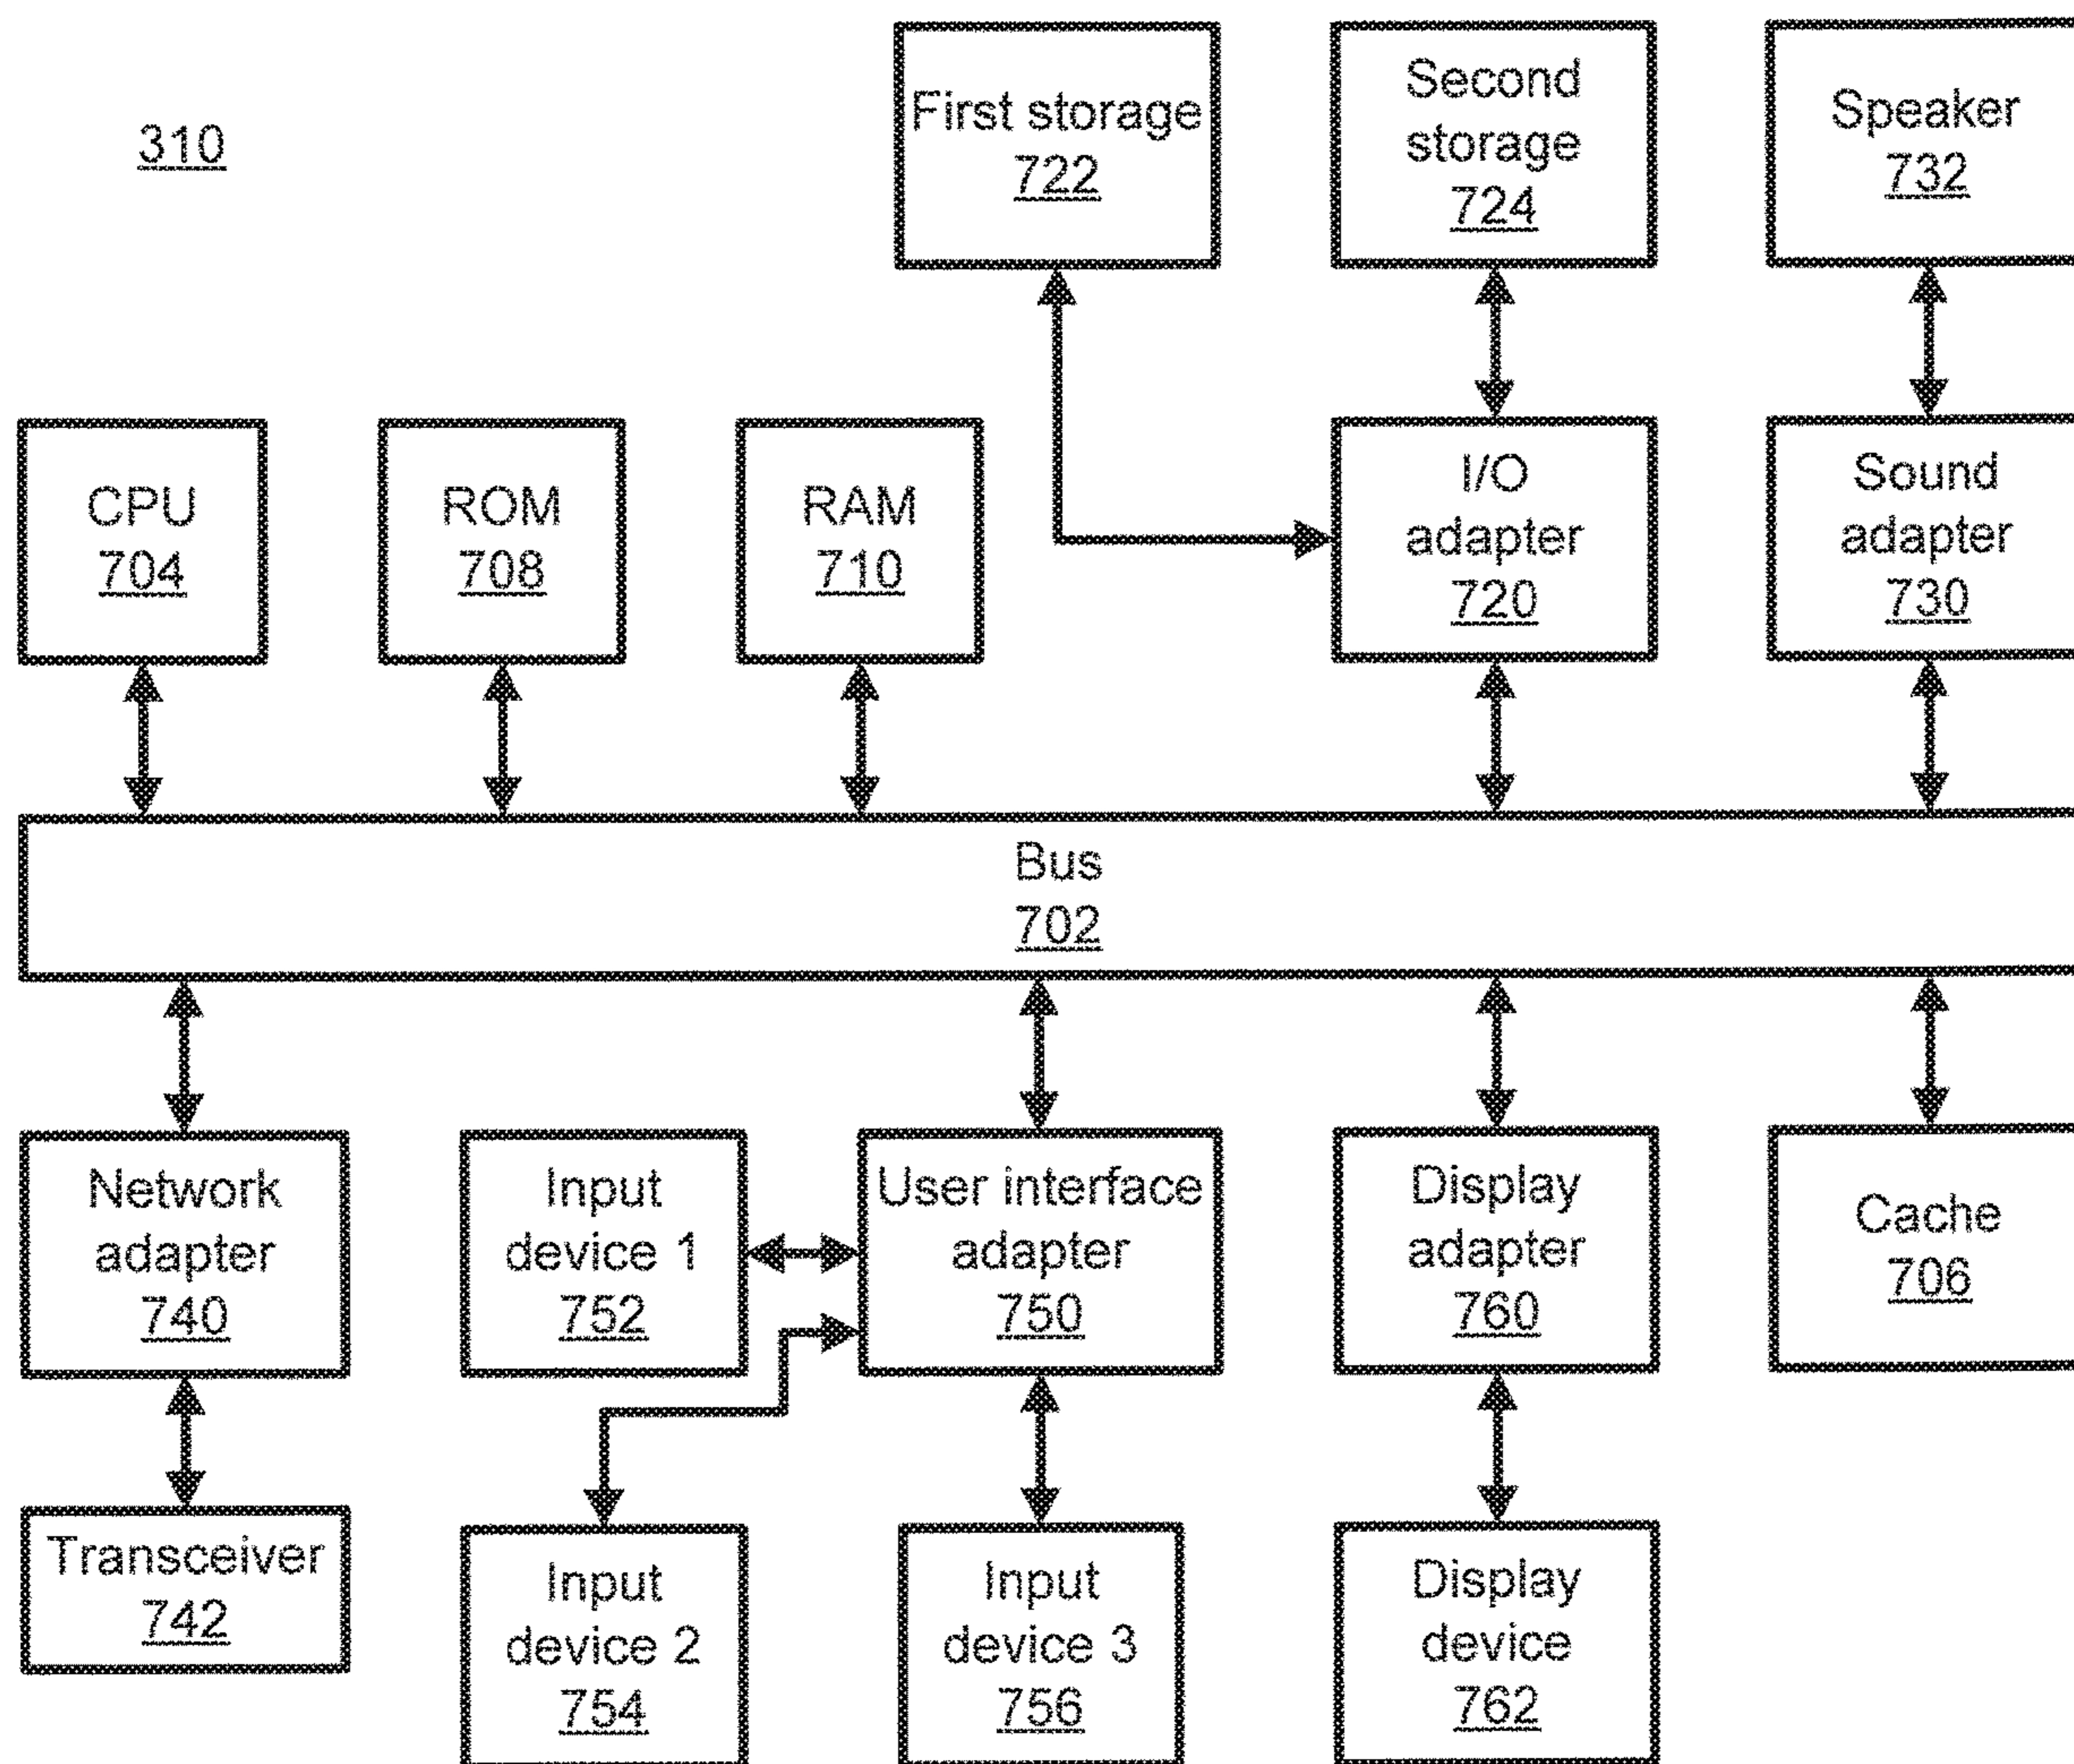 310
First storage
722
Second
storage
724
Speaker
732
CPU
704
ROM
708
RAM
710
I/O
adapter
720
Sound
adapter
730
Bus
702
Network
adapter
740
Input
device 1
752
User interface
adapter
750
Display
adapter
760
Cache
706
Transceiver
742
Input
device 2
754
Input
device 3
756
Display
device
762